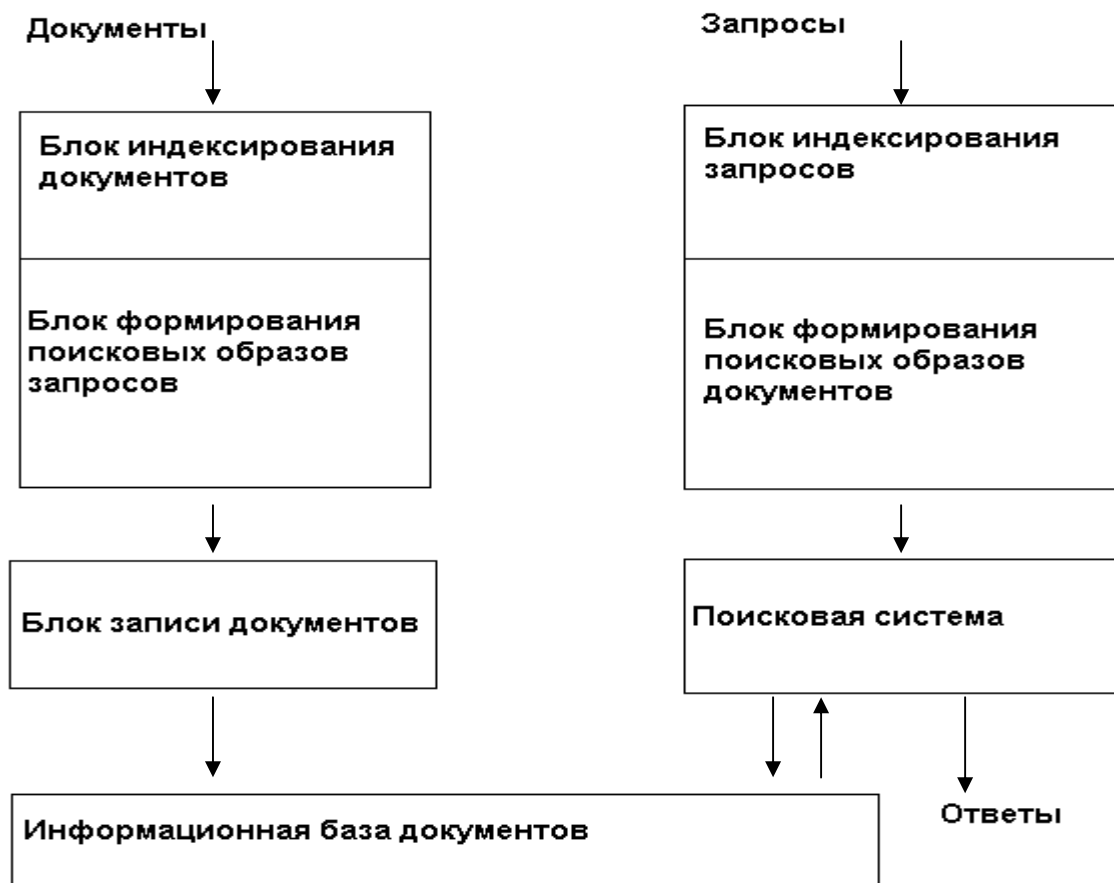 Документы
Запросы
Блок индексирования
документов
Блок индексирования
запросов
Блок формирования
поисковых образов
запросов
Блок формирования
поисковых образов
документов
Блок записи документов
Поисковая система
Информационная база документов
Ответы